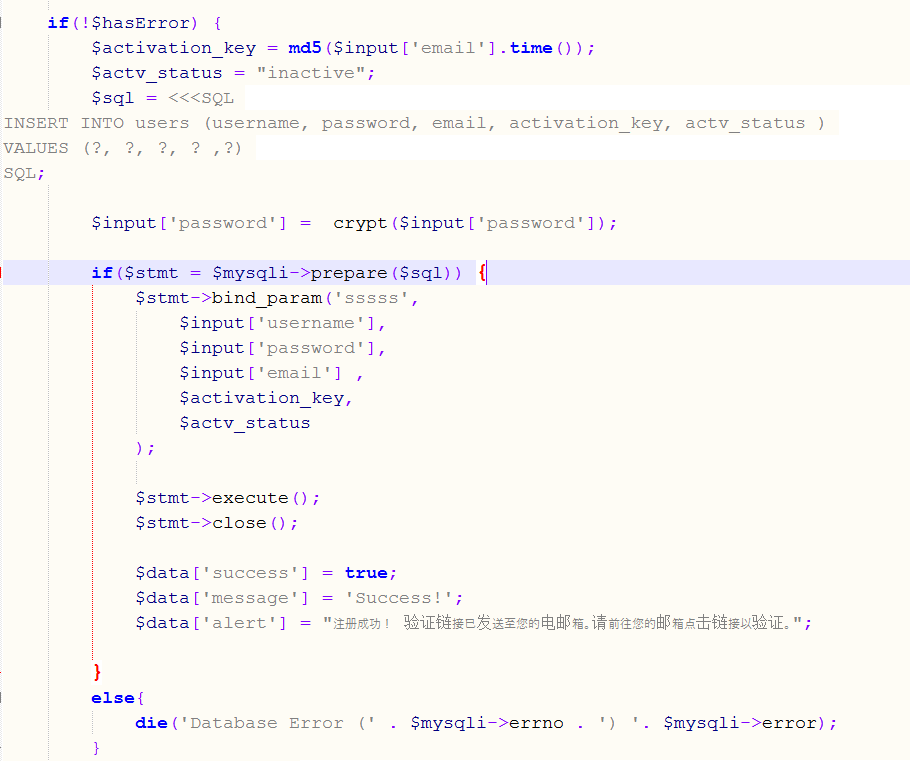 if(!$hasError) {
$activation_key = md5($input['email'].time());
$actv_status = "inactive";
$sql = <<<SQL
INSERT INTO users (username, password, email, activation_key, actv_status )
VALUES (?, ?, ?, ? ,?)
SQL;
$input['password'] =  crypt($input['password']);
if($stmt = $mysqli->prepare($sql)) {
$stmt->bind_param('sssss',
$input['username'],
$input['password'],
$input['email'] ,
$activation_key,
$actv_status
);
$stmt->execute();
$stmt->close();
$data['success'] = true;
$data['message'] = 'Success!';
$data['alert'] = "注册成功！ 验证链接已发送至您的电邮箱。请前往您的邮箱点击链接以验证。";
}
else{
die('Database Error (' . $mysqli->errno . ') '. $mysqli->error);
}